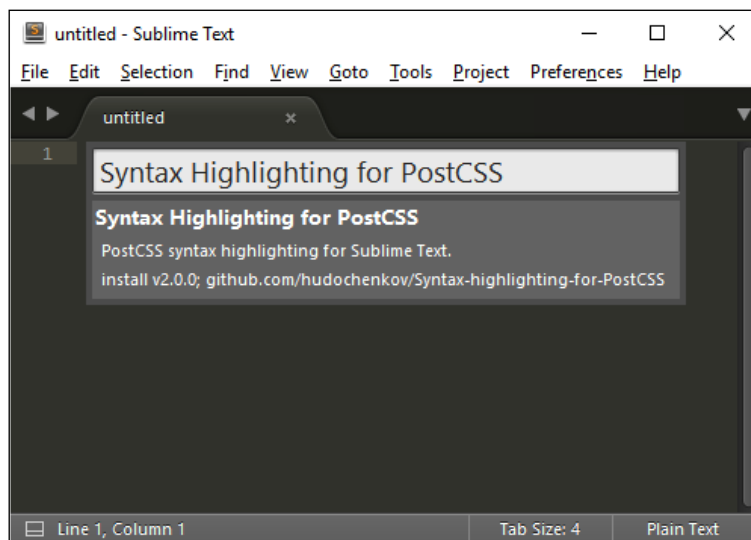 untitled - Sublime Text
File Edit Selection Find View Goto Tools Project Preferences Help
untitled
1
Syntax Highlighting for PostCSS
Syntax Highlighting for PostCSS
PostCSS syntax highlighting for Sublime Text.
install v2.0.0; github.com/hudochenkov/Syntax-highlighting-for-PostCSS
Line 1, Column 1 Tab Size: 4 Plain Text